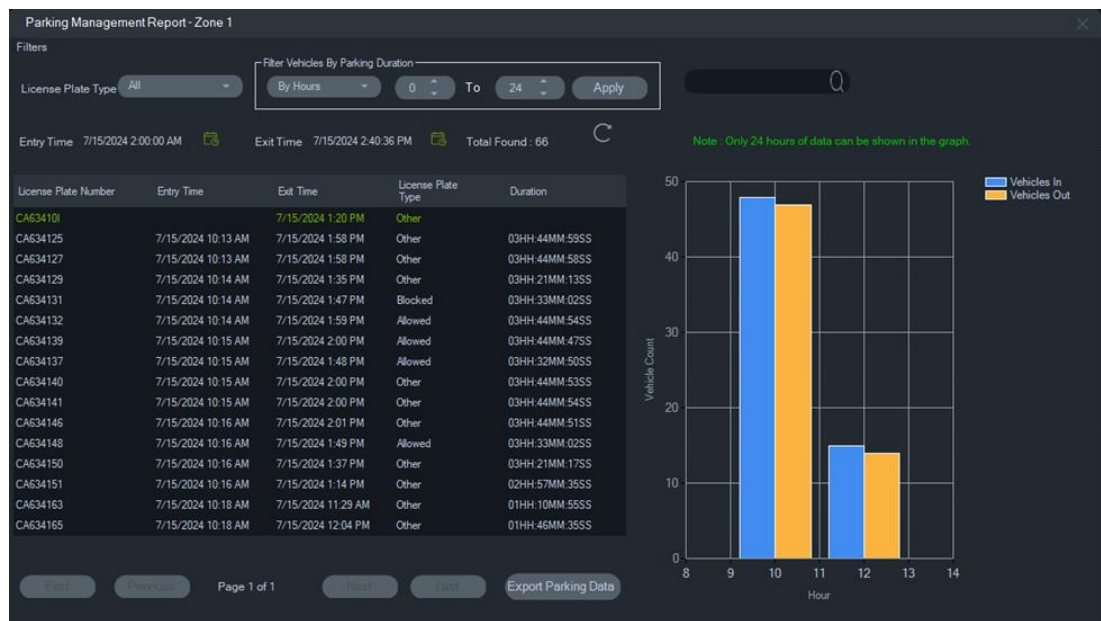 Parking Management Report - Zone 1
Filters
Filter Vehicles By Parking Duration
License Plate Type All By Hours 0 To 24 Apply
Entry Time 7/15/2024 2:00:00 AM Exit Time 7/15/2024 2:40:36 PM Total Found : 66
Note : Only 24 hours of data can be shown in the graph.
License Plate Number Entry Time Exit Time License Plate Type Duration
CA63410I 7/15/2024 1:20 PM Other
CA634125 7/15/2024 10:13 AM 7/15/2024 1:58 PM Other 03HH:44MM:59SS
CA634127 7/15/2024 10:13 AM 7/15/2024 1:58 PM Other 03HH:44MM:58SS
CA634129 7/15/2024 10:14 AM 7/15/2024 1:35 PM Other 03HH:21MM:13SS
CA634131 7/15/2024 10:14 AM 7/15/2024 1:47 PM Blocked 03HH:33MM:02SS
CA634132 7/15/2024 10:14 AM 7/15/2024 1:59 PM Allowed 03HH:44MM:54SS
CA634139 7/15/2024 10:15 AM 7/15/2024 2:00 PM Allowed 03HH:44MM:47SS
CA634137 7/15/2024 10:15 AM 7/15/2024 1:48 PM Allowed 03HH:32MM:50SS
CA634140 7/15/2024 10:15 AM 7/15/2024 2:00 PM Other 03HH:44MM:53SS
CA634141 7/15/2024 10:15 AM 7/15/2024 2:00 PM Other 03HH:44MM:54SS
CA634146 7/15/2024 10:16 AM 7/15/2024 2:01 PM Other 03HH:44MM:51SS
CA634148 7/15/2024 10:16 AM 7/15/2024 1:49 PM Allowed 03HH:33MM:02SS
CA634150 7/15/2024 10:16 AM 7/15/2024 1:37 PM Other 03HH:21MM:17SS
CA634151 7/15/2024 10:16 AM 7/15/2024 1:14 PM Other 02HH:57MM:35SS
CA634163 7/15/2024 10:18 AM 7/15/2024 11:29 AM Other 01HH:10MM:55SS
CA634165 7/15/2024 10:18 AM 7/15/2024 12:04 PM Other 01HH:46MM:35SS
First Previous Page 1 of 1 Next Last Export Parking Data
Vehicles In
Vehicles Out
50
40
30
20
10
0
Vehicle Count
8 9 10 11 12 13 14
Hour